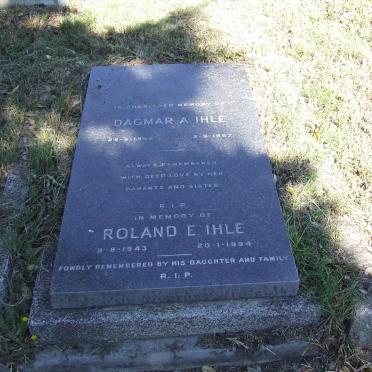 IN CHERISHED MEMORY OF
DAGMAR A. IHLE
ALWAYS REMEMBERED
WITH DEEP LOVE BY HER
PARENTS AND SISTER
R.I.P.
IN MEMORY OF
ROLAND E. IHLE
9-8-1943 20-1-1994
FONDLY REMEMBERED BY HIS DAUGHTER AND FAMILY
R.I.P.